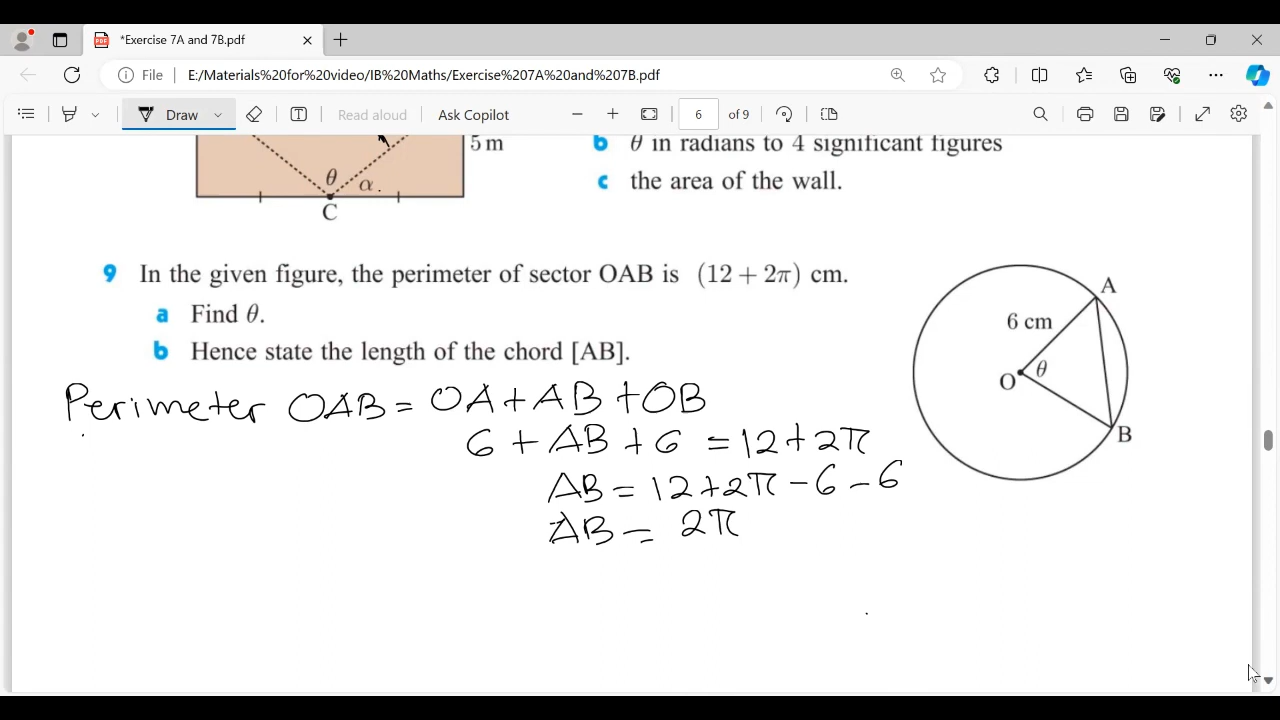 *Exercise 7A and 7B.pdf
File E:/Materials%20for%20video/IB%20Maths/Exercise%207A%20and%207B.pdf
Draw Read aloud Ask Copilot 6 of 9
5 m
b θ in radians to 4 significant figures
θ α
c the area of the wall.
C
9 In the given figure, the perimeter of sector OAB is (12 + 2π) cm.
A
a Find θ.
6 cm
b Hence state the length of the chord [AB].
O θ
B
Perimeter OAB = OA + AB + OB
6 + AB + 6 = 12 + 2π
AB = 12 + 2π - 6 - 6
AB = 2π